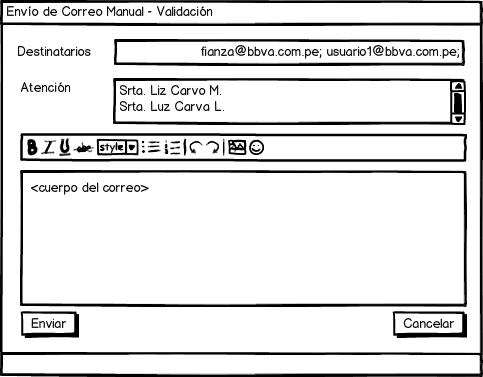 Envío de Correo Manual - Validación
Destinatarios
fianza@bbva.com.pe; usuario1@bbva.com.pe;
Atención
Srta. Liz Carvo M.
Srta. Luz Carva L.
B I U abc style
<cuerpo del correo>
Enviar
Cancelar